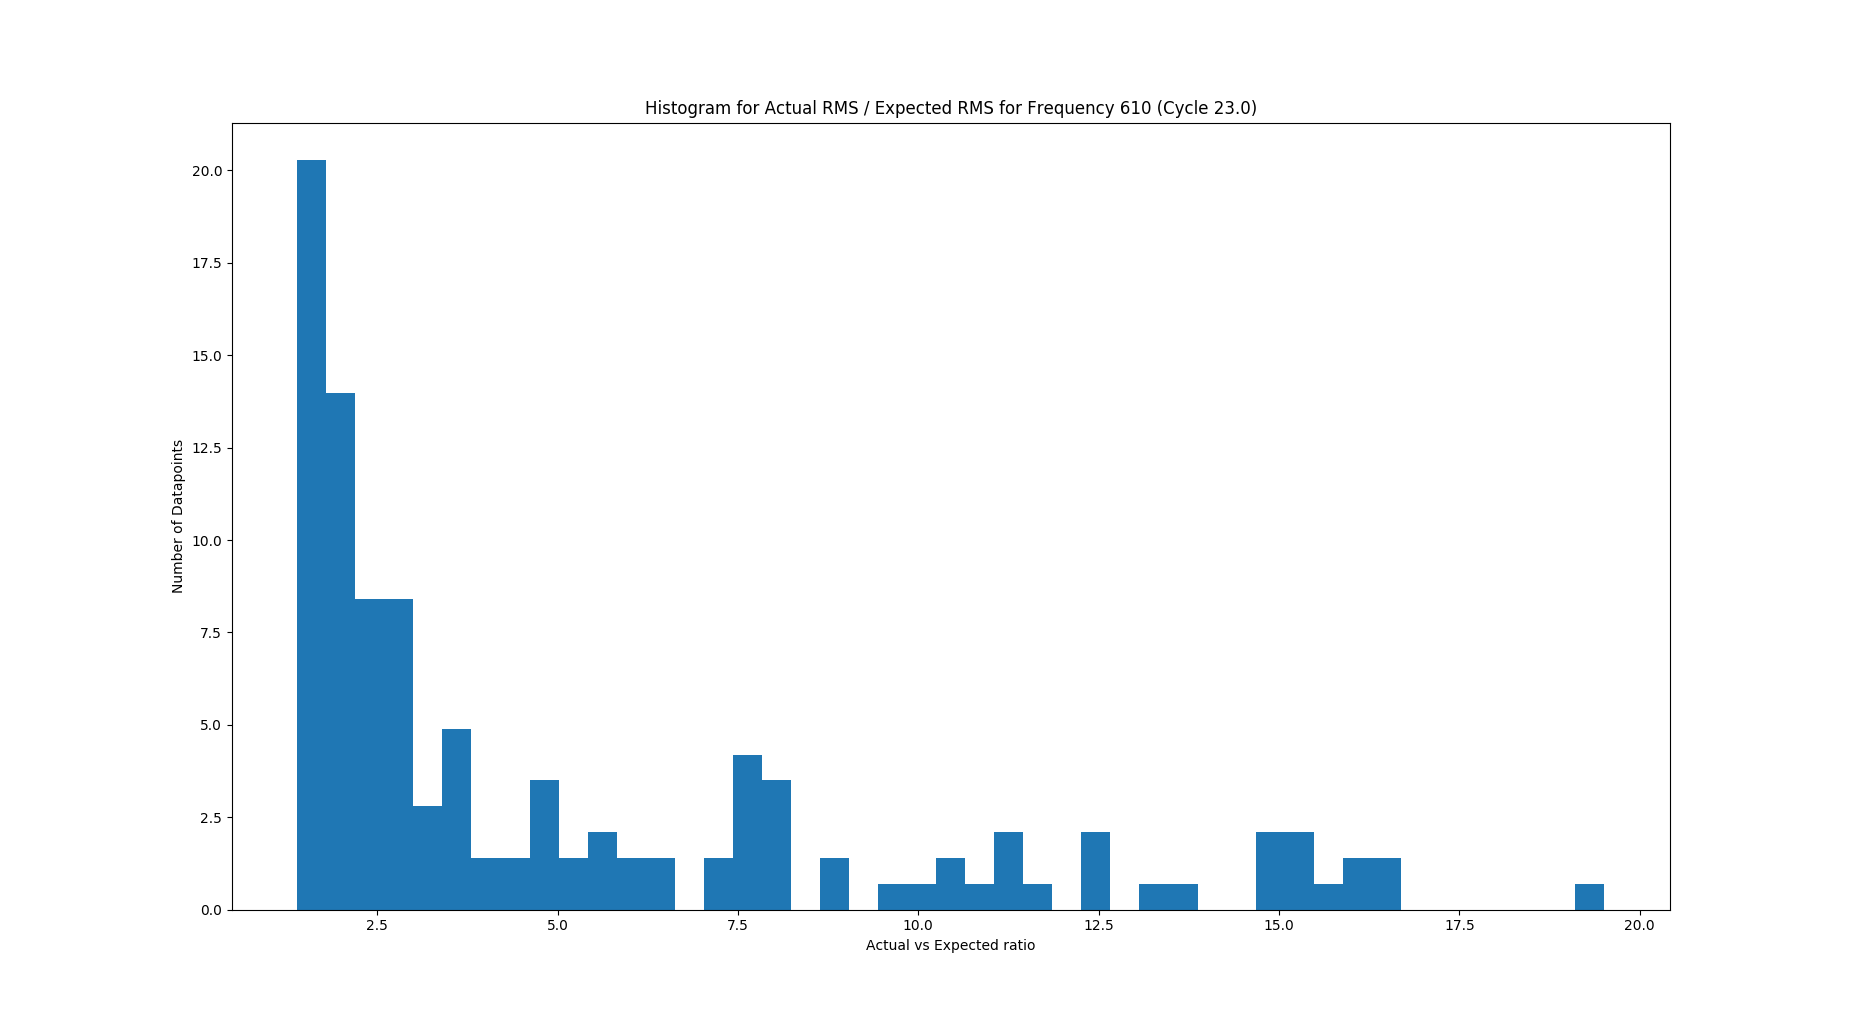 Histogram for Actual RMS / Expected RMS for Frequency 610 (Cycle 23.0)
20.0
17.5
15.0
12.5
10.0
7.5
5.0
2.5
0.0
Number of Datapoints
2.5 5.0 7.5 10.0 12.5 15.0 17.5 20.0
Actual vs Expected ratio